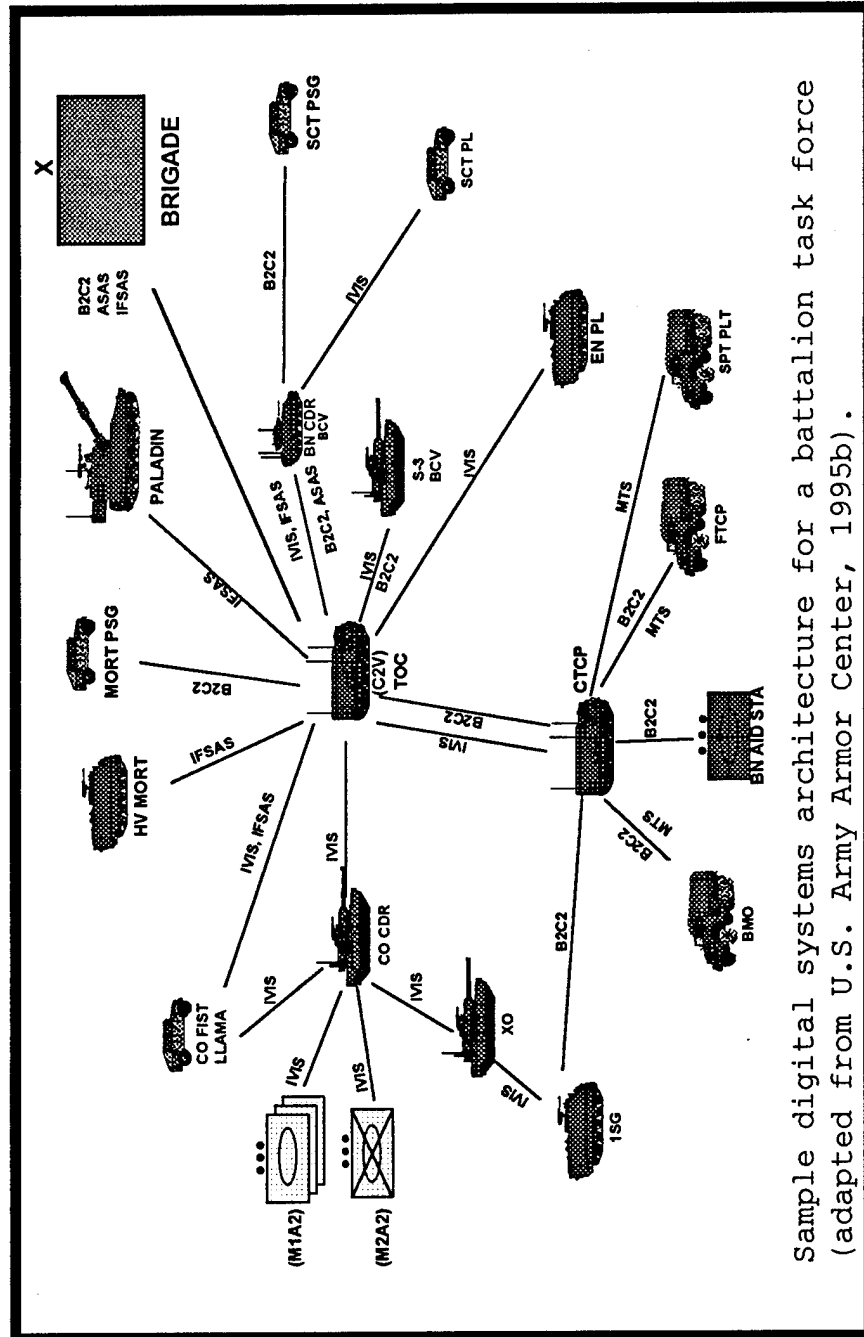 X
BRIGADE
B2C2
ASAS
IFSAS
PALADIN
IFSAS
MORT PSG
B2C2
HV MORT
IFSAS
CO FIST
LLAMA
IVIS, IFSAS
IVIS
(M1A2)
IVIS
(M2A2)
IVIS
CO CDR
IVIS
XO
IVIS
IVIS
1SG
B2C2
(C2V)
TOC
IVIS, IFSAS
B2C2, ASAS
BN CDR
BCV
B2C2
SCT PSG
IVIS
SCT PL
IVIS
B2C2
S-3
BCV
IVIS
EN PL
IVIS
B2C2
CTCP
MTS
SPT PLT
B2C2
MTS
FTCP
B2C2
BN AID STA
B2C2
MTS
BMO
Sample digital systems architecture for a battalion task force
(adapted from U.S. Army Armor Center, 1995b).